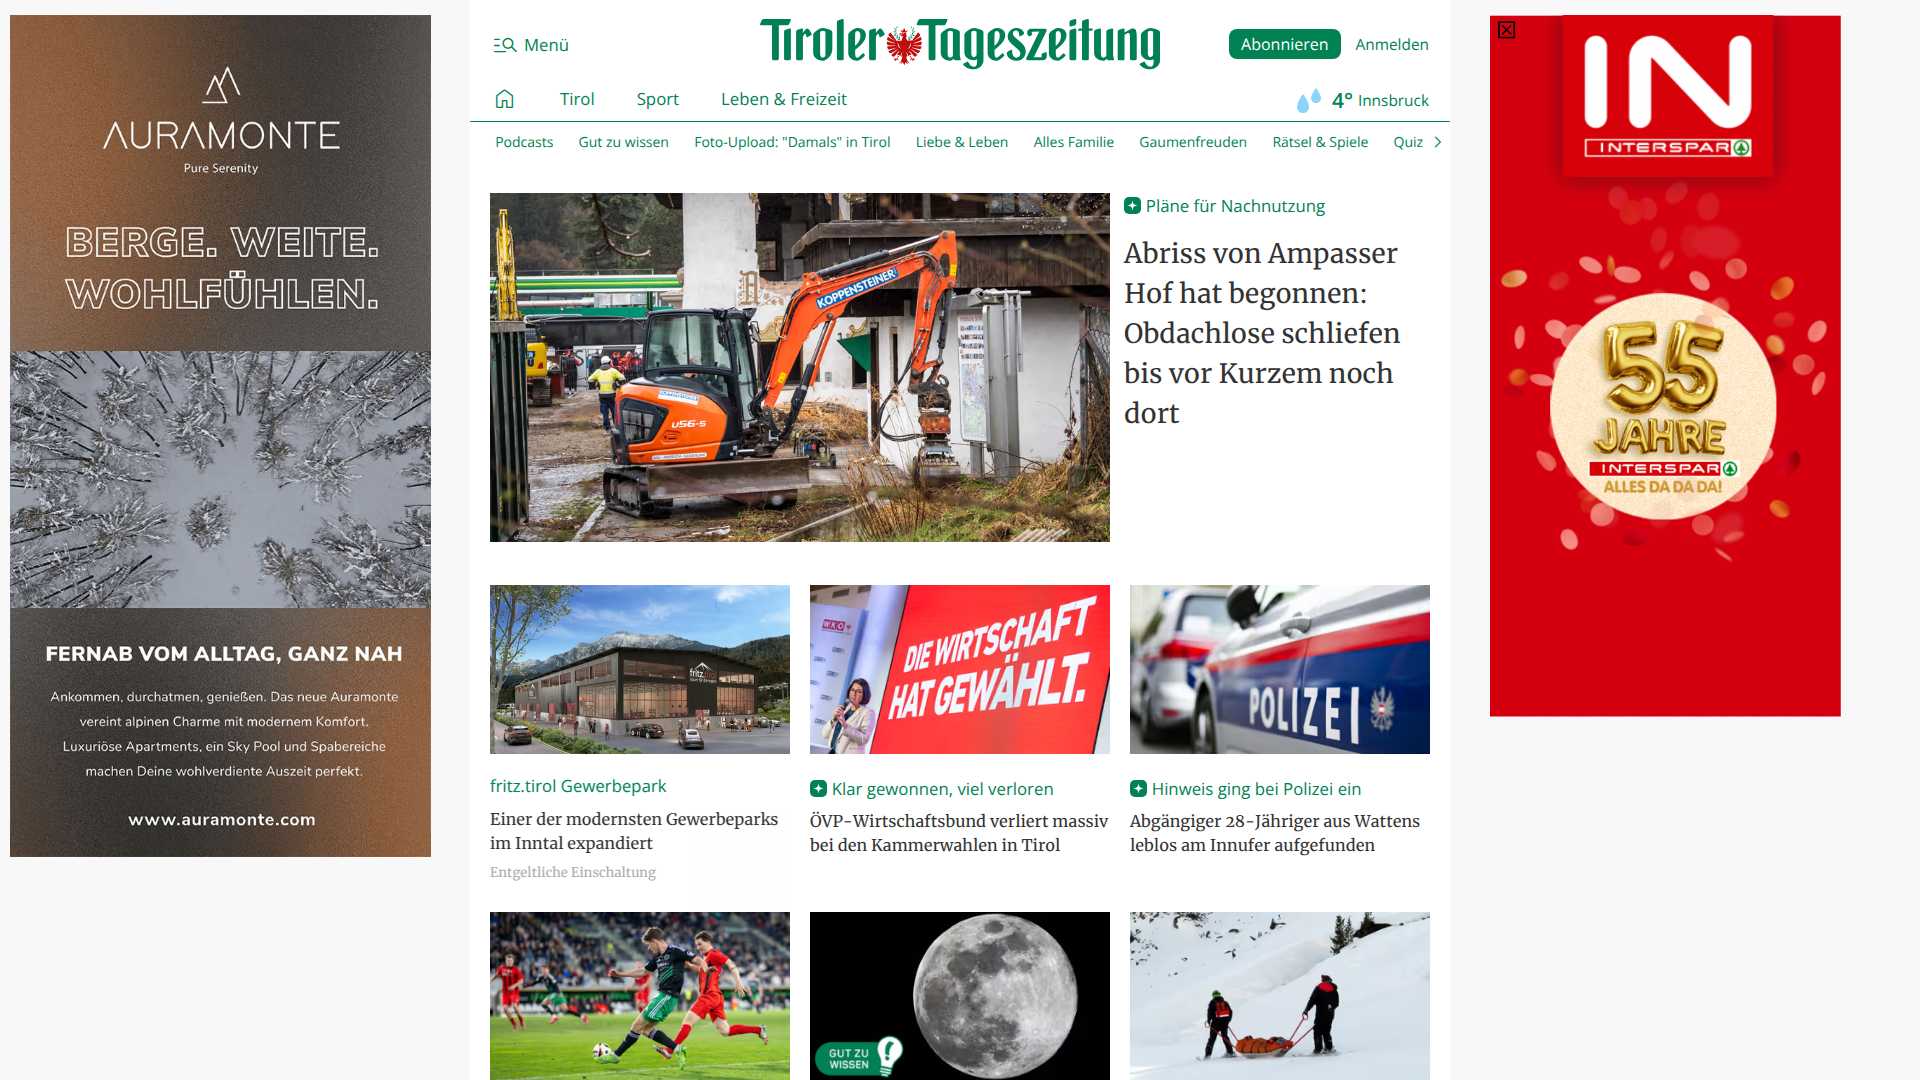 AURAMONTE
Pure Serenity
BERGE. WEITE.
WOHLFÜHLEN.
FERNAB VOM ALLTAG, GANZ NAH
Ankommen, durchatmen, genießen. Das neue Auramonte
vereint alpinen Charme mit modernem Komfort.
Luxuriöse Apartments, ein Sky Pool und Spabereiche
machen Deine wohlverdiente Auszeit perfekt.
www.auramonte.com
Menü
Tiroler Tageszeitung
Abonnieren
Anmelden
Tirol
Sport
Leben & Freizeit
4° Innsbruck
Podcasts
Gut zu wissen
Foto-Upload: "Damals" in Tirol
Liebe & Leben
Alles Familie
Gaumenfreuden
Rätsel & Spiele
Quiz
KOPPENSTEINER
U56-5
Pläne für Nachnutzung
Abriss von Ampasser
Hof hat begonnen:
Obdachlose schliefen
bis vor Kurzem noch
dort
fritz.tirol
fritz.tirol Gewerbepark
Einer der modernsten Gewerbeparks
im Inntal expandiert
Entgeltliche Einschaltung
WKO
DIE WIRTSCHAFT
HAT GEWÄHLT.
Klar gewonnen, viel verloren
ÖVP-Wirtschaftsbund verliert massiv
bei den Kammerwahlen in Tirol
POLIZEI
Hinweis ging bei Polizei ein
Abgängiger 28-Jähriger aus Wattens
leblos am Innufer aufgefunden
GUT ZU
WISSEN
IN
INTERSPAR
55
JAHRE
INTERSPAR
ALLES DA DA DA!